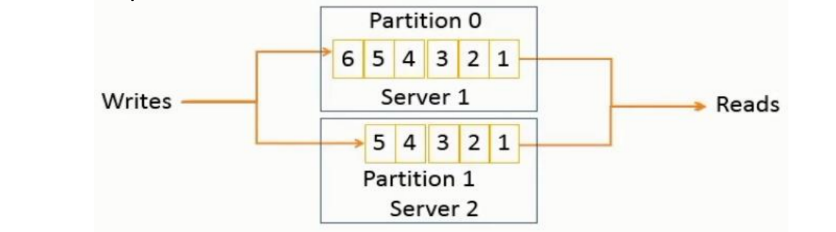 Partition 0
6 5 4 3 2 1
Server 1
Writes
Reads
5 4 3 2 1
Partition 1
Server 2